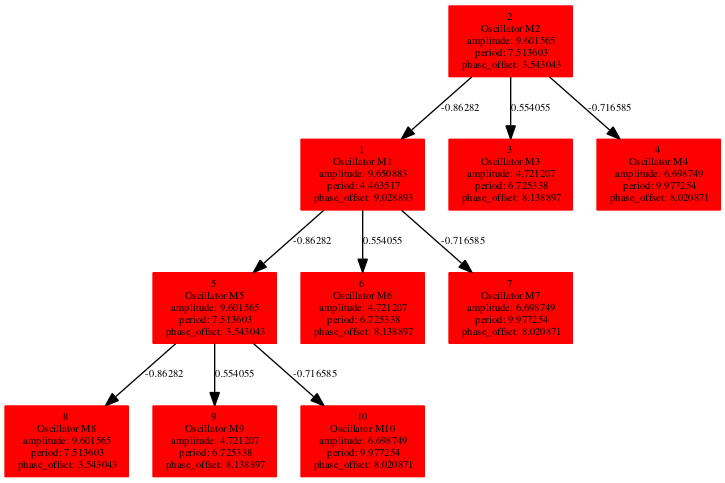 2
Oscillator M2
amplitude: 9.601565
period: 7.513603
phase_offset: 3.543043
-0.86282
0.554055
-0.716585
1
Oscillator M1
amplitude: 9.650883
period: 4.463517
phase_offset: 9.028893
3
Oscillator M3
amplitude: 4.721207
period: 6.725338
phase_offset: 8.138897
4
Oscillator M4
amplitude: 6.698749
period: 9.977254
phase_offset: 8.020871
-0.86282
0.554055
-0.716585
5
Oscillator M5
amplitude: 9.601565
period: 7.513603
phase_offset: 3.543043
6
Oscillator M6
amplitude: 4.721207
period: 6.725338
phase_offset: 8.138897
7
Oscillator M7
amplitude: 6.698749
period: 9.977254
phase_offset: 8.020871
-0.86282
0.554055
-0.716585
8
Oscillator M8
amplitude: 9.601565
period: 7.513603
phase_offset: 3.543043
9
Oscillator M9
amplitude: 4.721207
period: 6.725338
phase_offset: 8.138897
10
Oscillator M10
amplitude: 6.698749
period: 9.977254
phase_offset: 8.020871